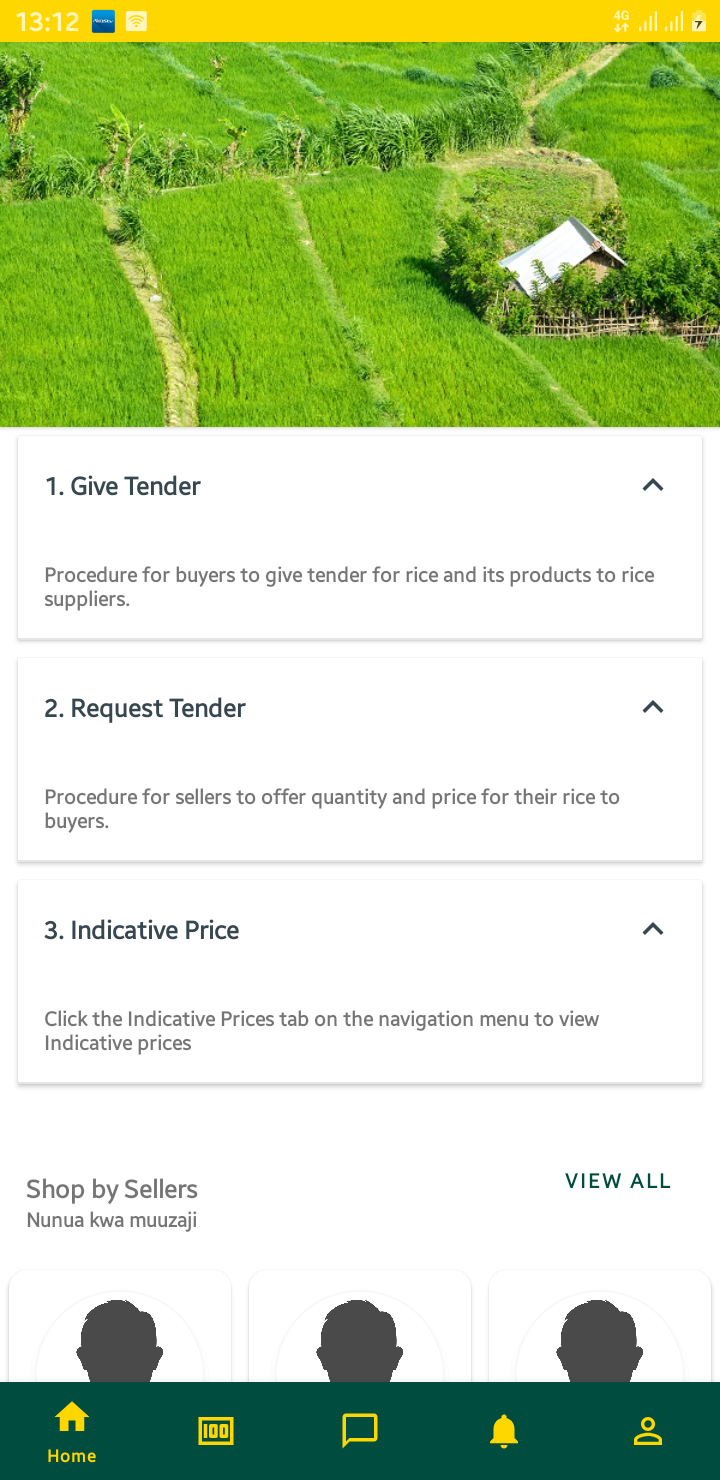 13:12
4G
1. Give Tender
Procedure for buyers to give tender for rice and its products to rice
suppliers.
2. Request Tender
Procedure for sellers to offer quantity and price for their rice to
buyers.
3. Indicative Price
Click the Indicative Prices tab on the navigation menu to view
Indicative prices
VIEW ALL
Shop by Sellers
Nunua kwa muuzaji
100
Home